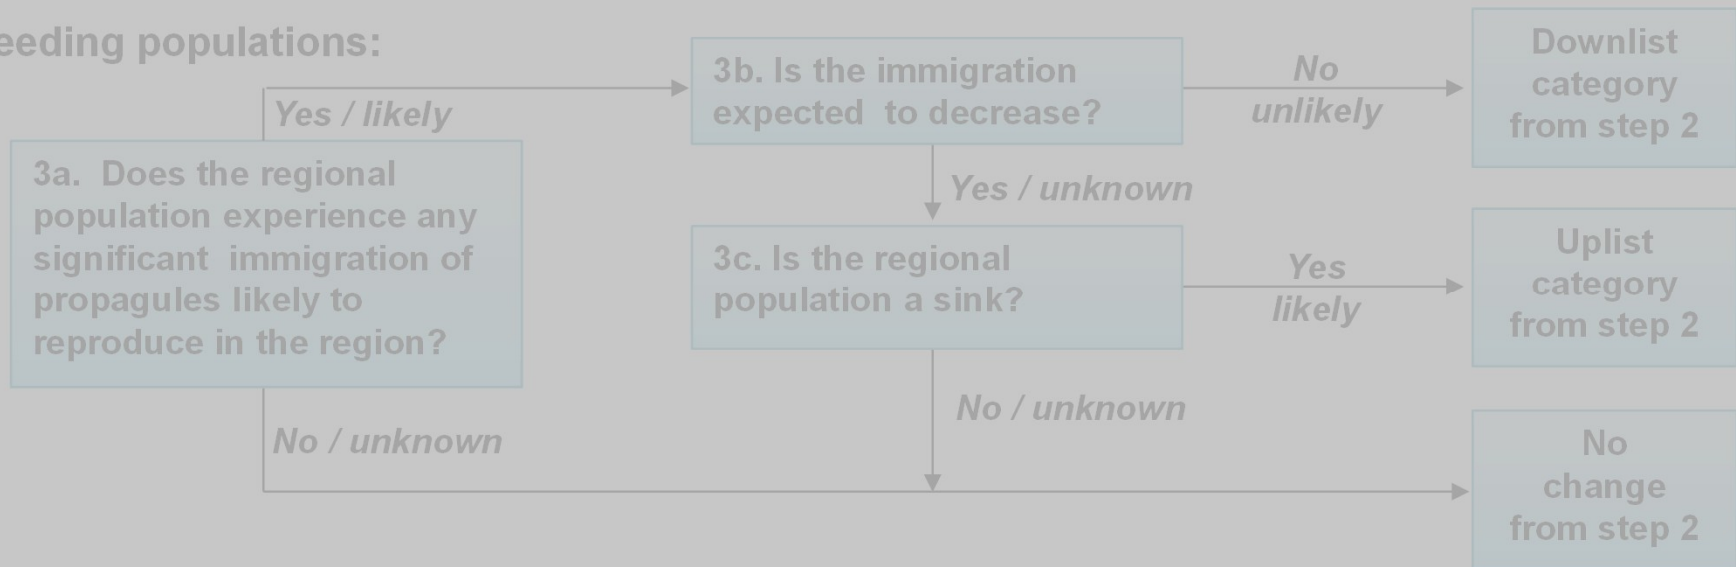 eeding populations:
Yes / likely
3a. Does the regional
population experience any
significant immigration of
propagules likely to
reproduce in the region?
No / unknown
3b. Is the immigration
expected to decrease?
No
unlikely
Downlist
category
from step 2
Yes / unknown
3c. Is the regional
population a sink?
Yes
likely
Uplist
category
from step 2
No / unknown
No
change
from step 2